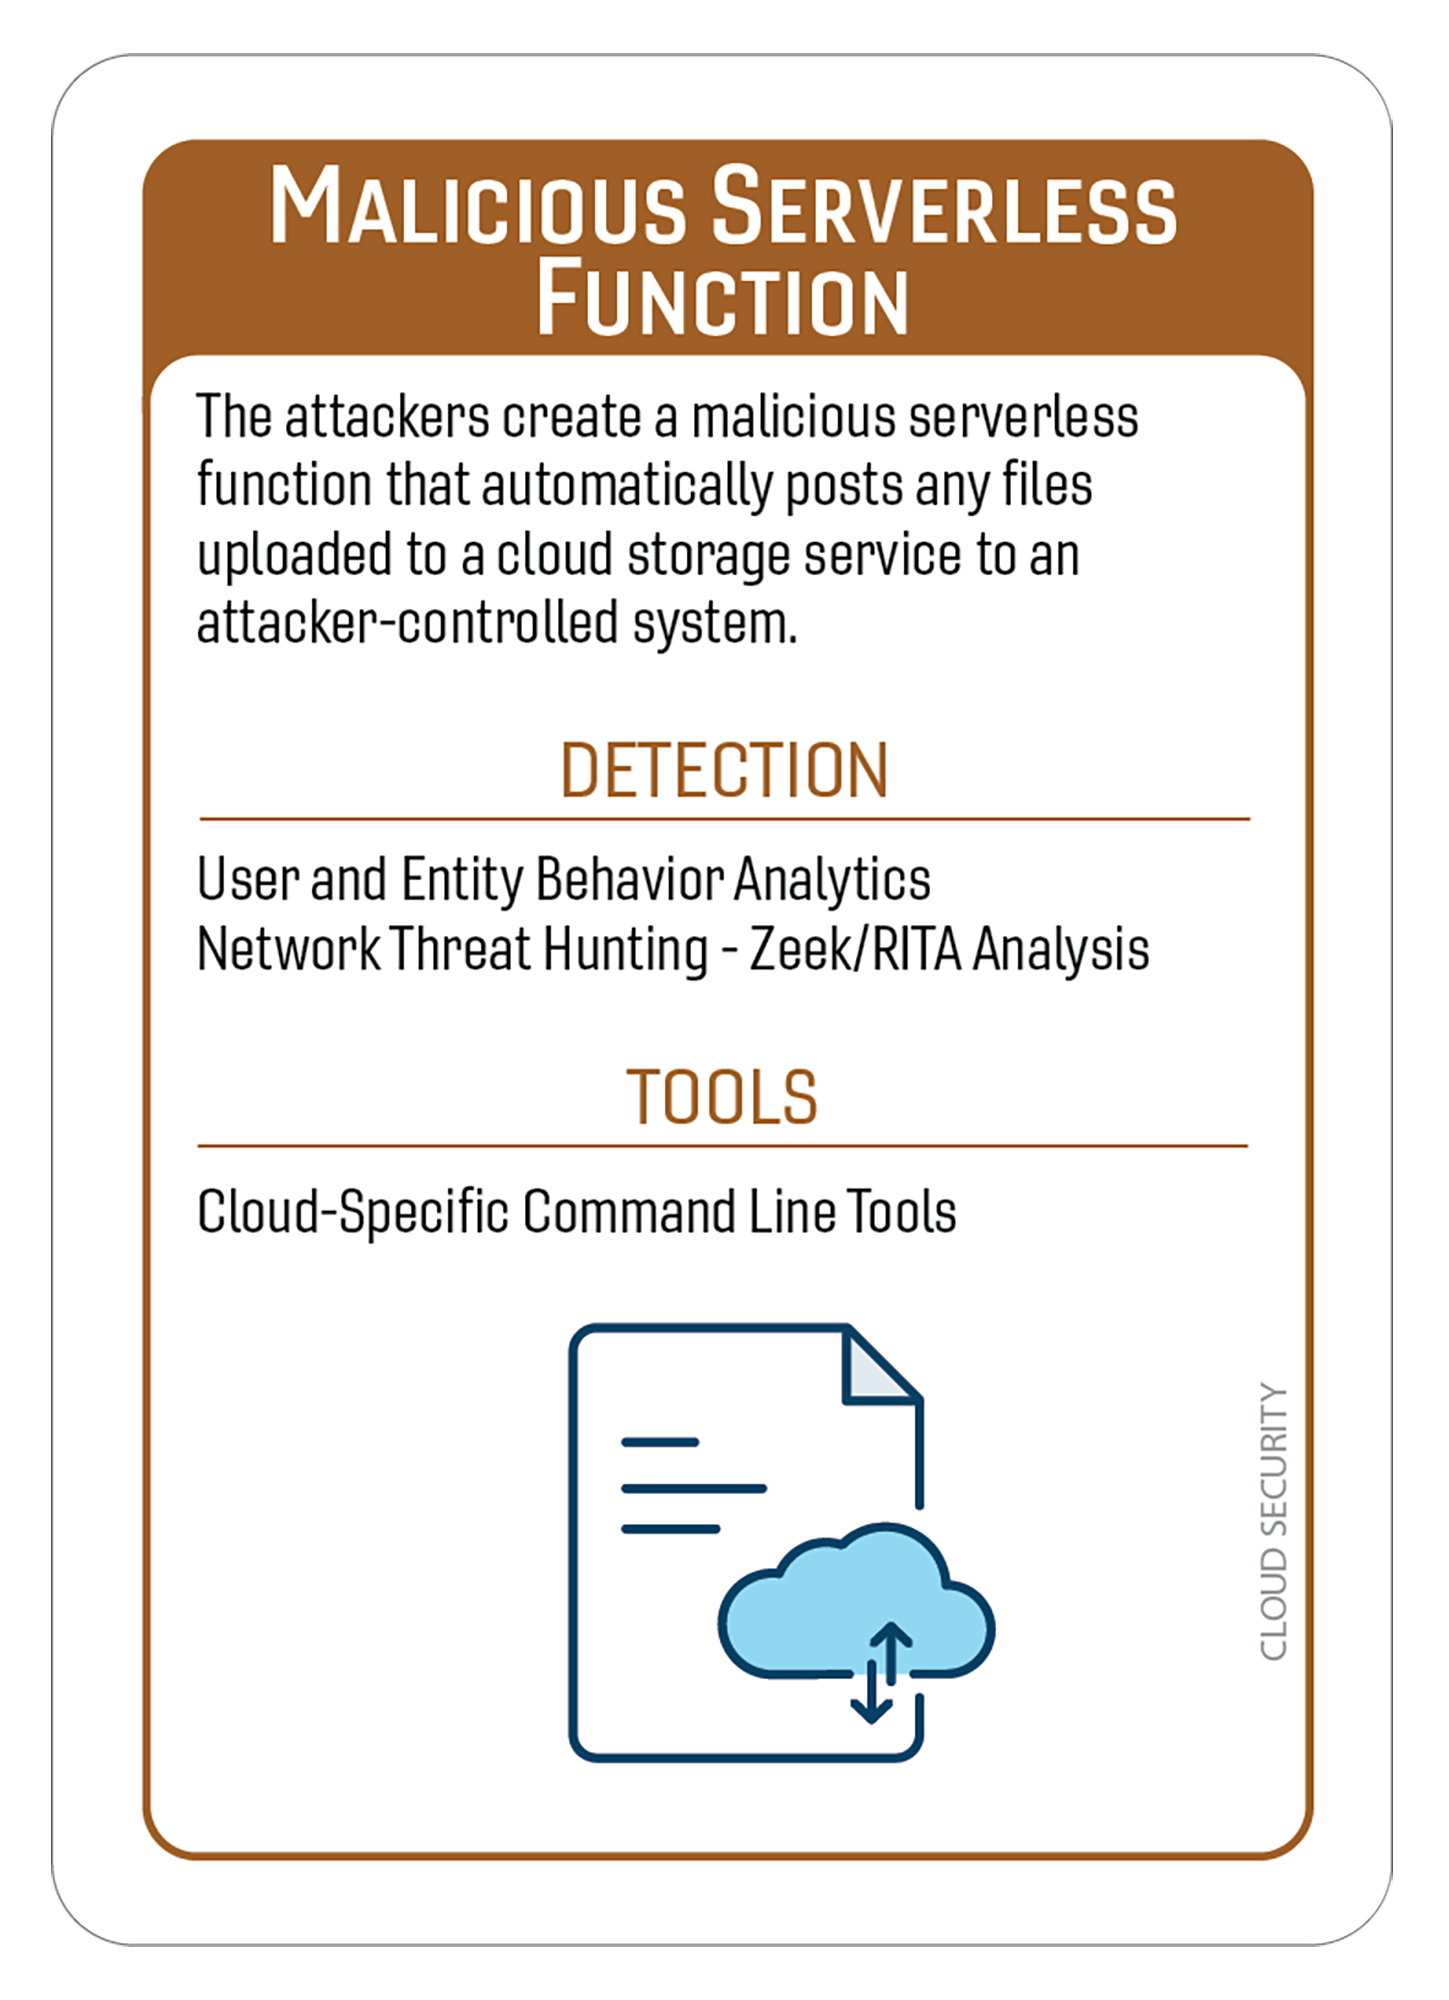 Malicious Serverless
Function
The attackers create a malicious serverless
function that automatically posts any files
uploaded to a cloud storage service to an
attacker-controlled system.
DETECTION
User and Entity Behavior Analytics
Network Threat Hunting - Zeek/RITA Analysis
TOOLS
Cloud-Specific Command Line Tools
CLOUD SECURITY